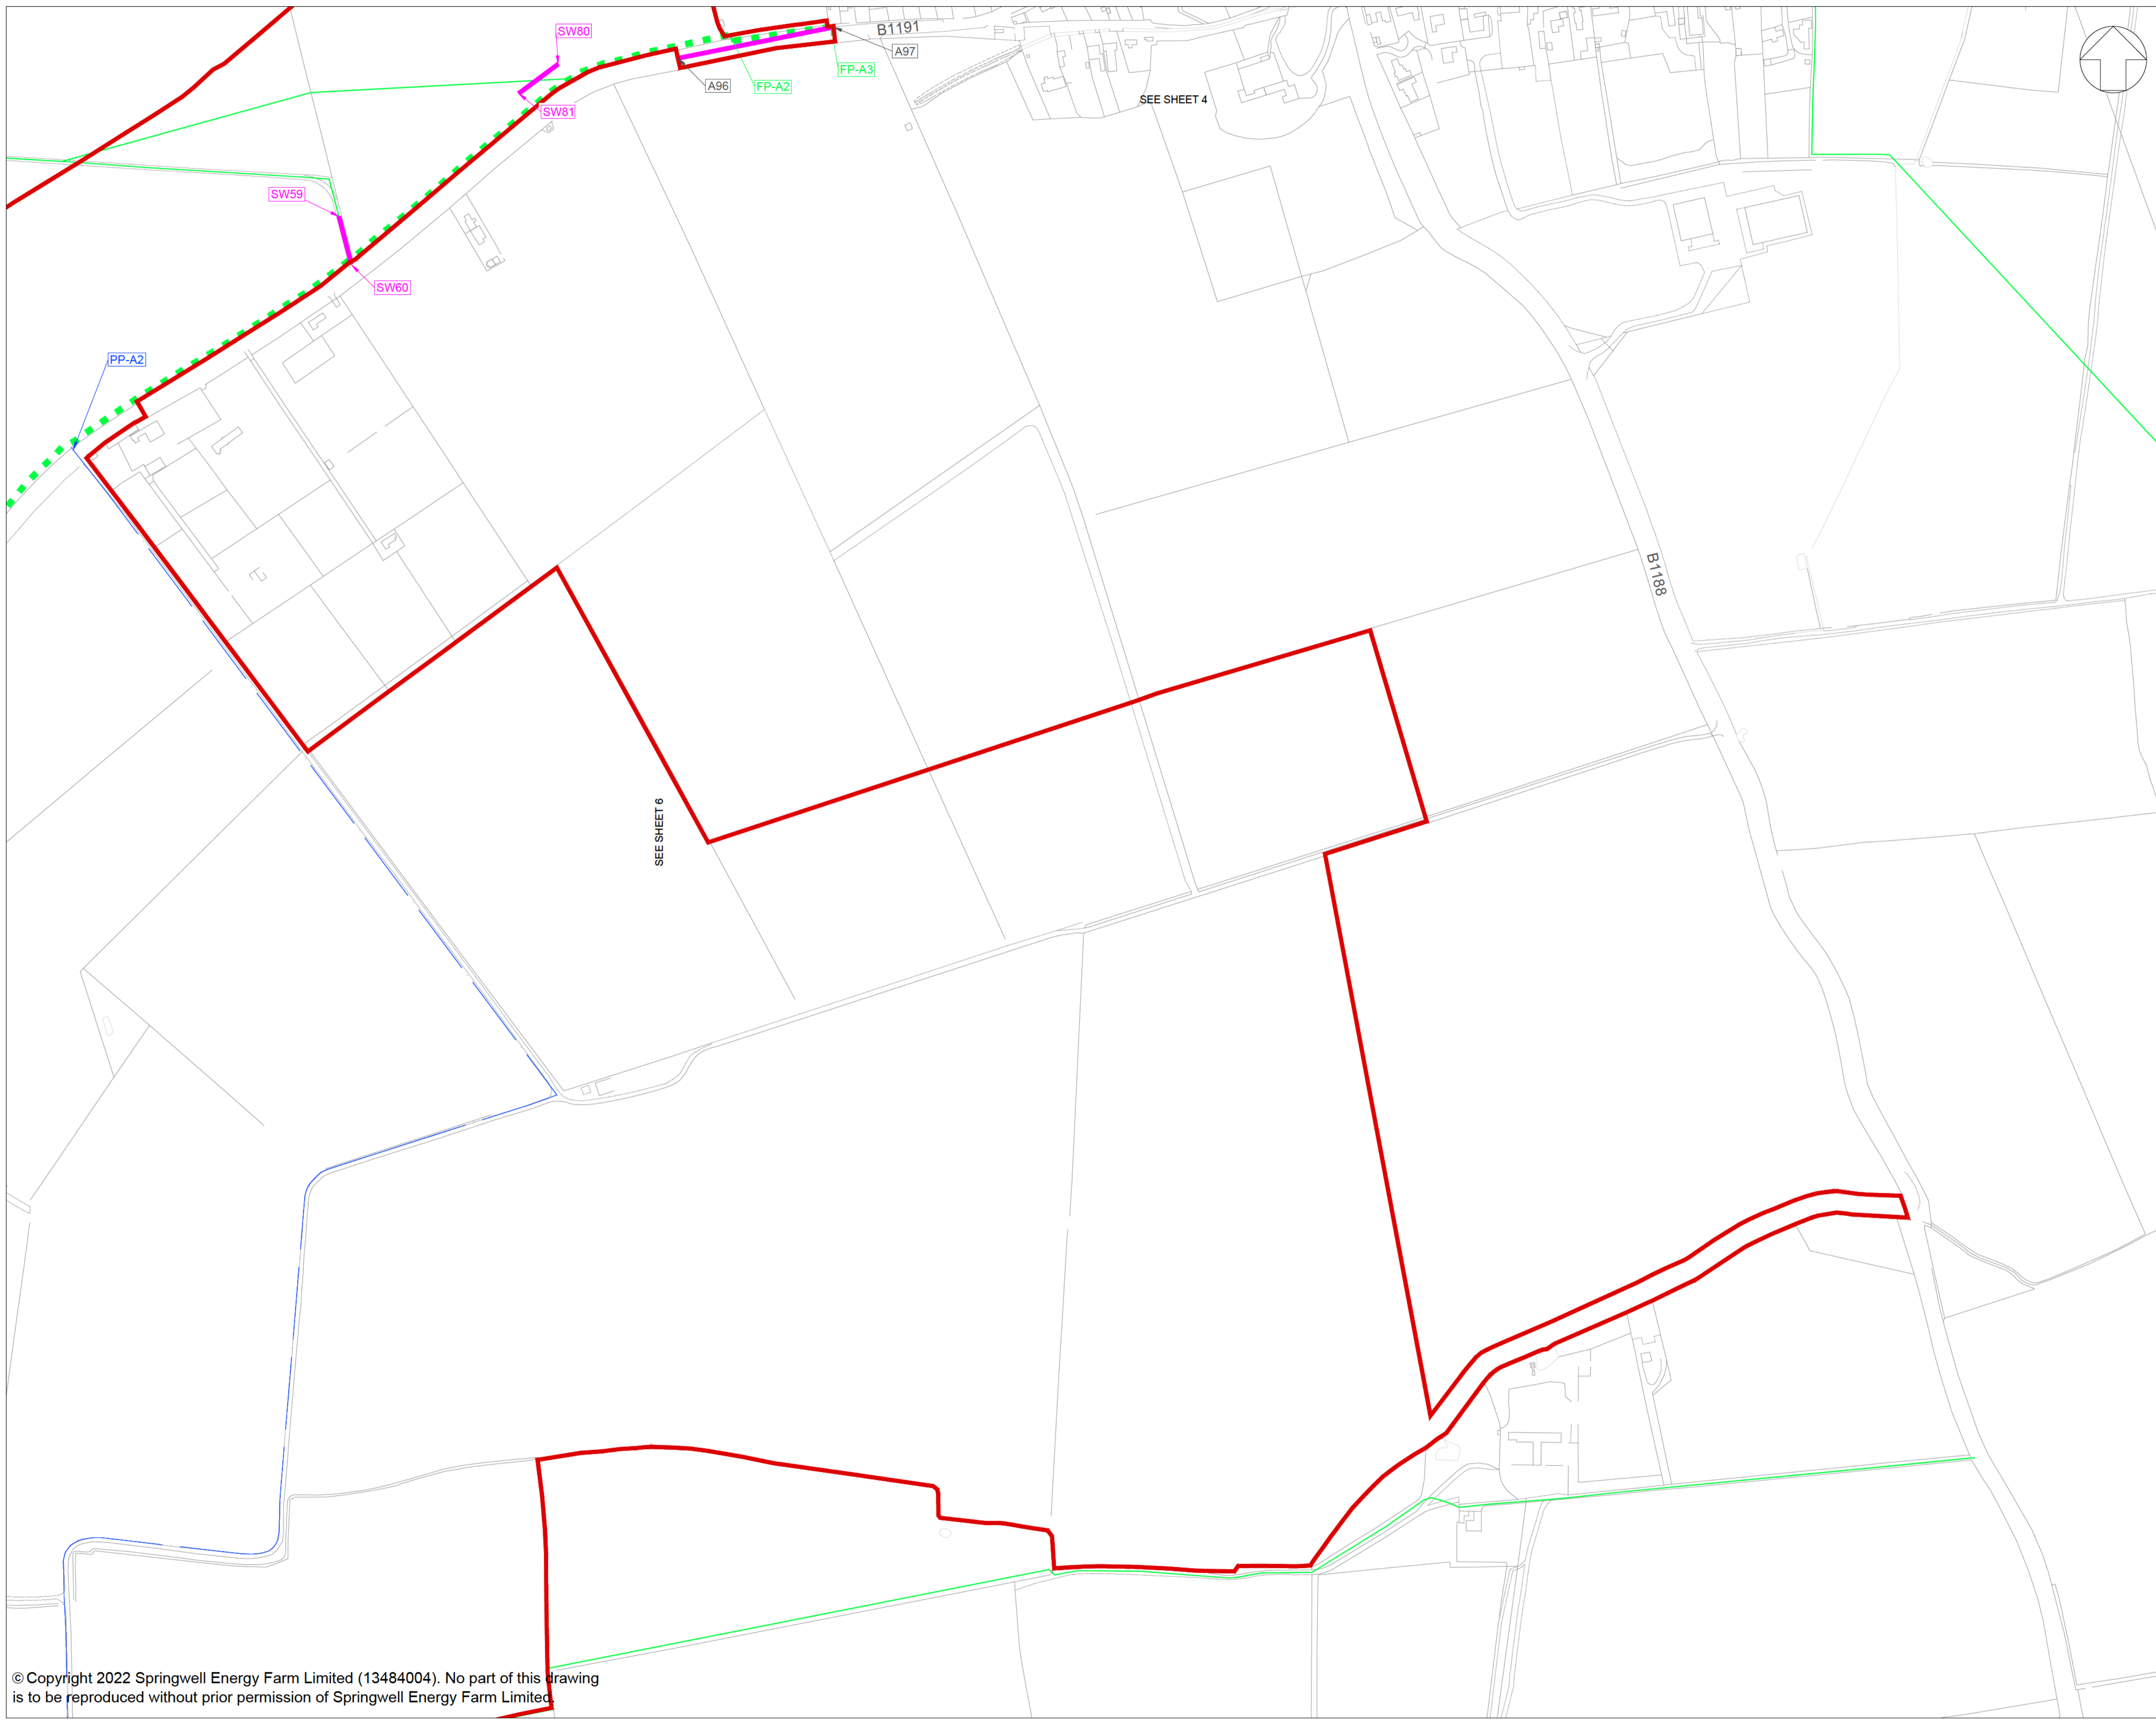 SW80
B1191
A97
FP-A3
A96
FP-A2
SEE SHEET 4
SW81
SW59
SW60
PP-A2
B1188
SEE SHEET 6
© Copyright 2022 Springwell Energy Farm Limited (13484004). No part of this drawing
is to be reproduced without prior permission of Springwell Energy Farm Limited.